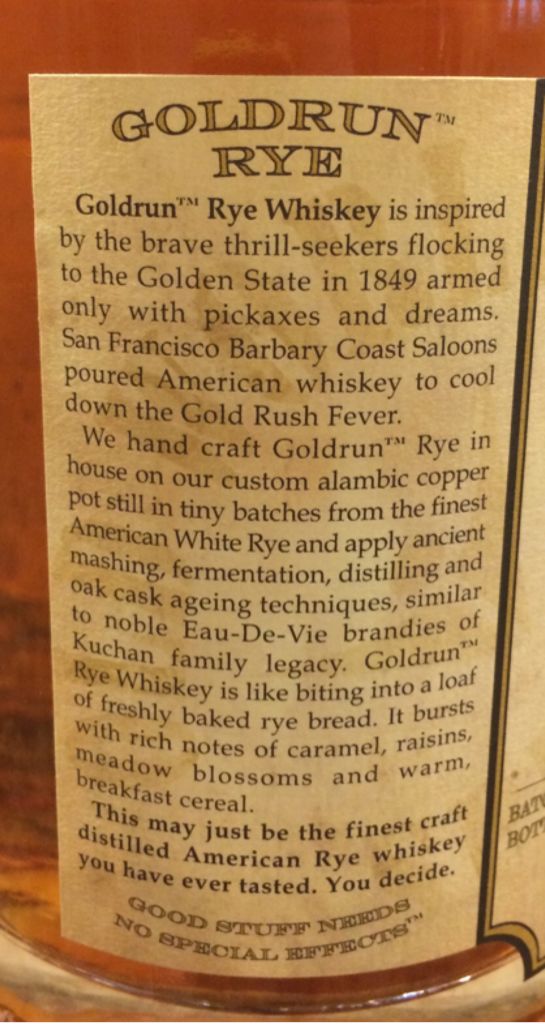 GOLDRUN™
RYE
Goldrun™ Rye Whiskey is inspired
by the brave thrill-seekers flocking
to the Golden State in 1849 armed
only with pickaxes and dreams.
San Francisco Barbary Coast Saloons
poured American whiskey to cool
down the Gold Rush Fever.
We hand craft Goldrun™ Rye in
house on our custom alambic copper
pot still in tiny batches from the finest
American White Rye and apply ancient
mashing, fermentation, distilling and
oak cask ageing techniques, similar
to noble Eau-De-Vie brandies of
Kuchan family legacy. Goldrun™
Rye Whiskey is like biting into a loaf
of freshly baked rye bread. It bursts
with rich notes of caramel, raisins,
meadow blossoms and warm,
breakfast cereal.
This may just be the finest craft
distilled American Rye whiskey
you have ever tasted. You decide.
GOOD STUFF NEEDS
NO SPECIAL EFFECTS™